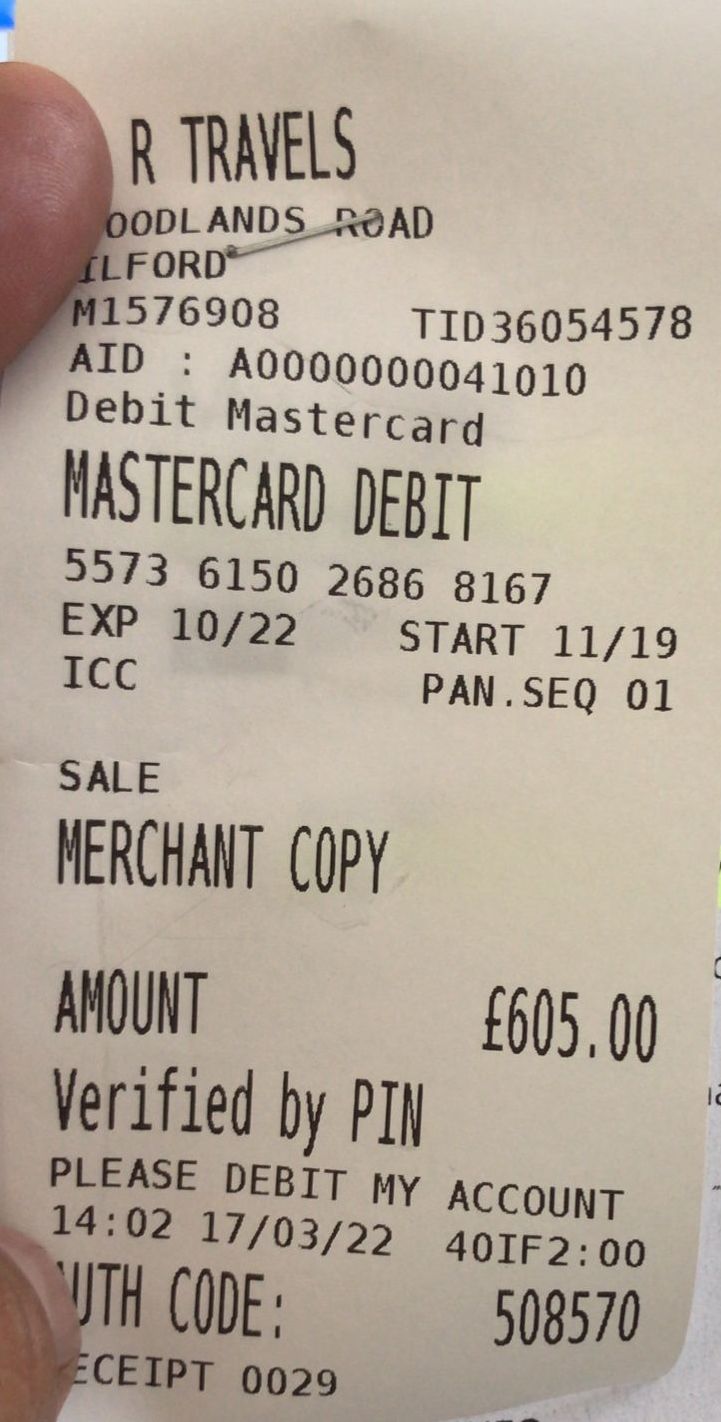 R TRAVELS
OODLANDS ROAD
ILFORD
M1576908 TID36054578
AID : A0000000041010
Debit Mastercard
MASTERCARD DEBIT
5573 6150 2686 8167
EXP 10/22 START 11/19
ICC PAN.SEQ 01
SALE
MERCHANT COPY
AMOUNT £605.00
Verified by PIN
PLEASE DEBIT MY ACCOUNT
14:02 17/03/22 40IF2:00
AUTH CODE: 508570
ECEIPT 0029